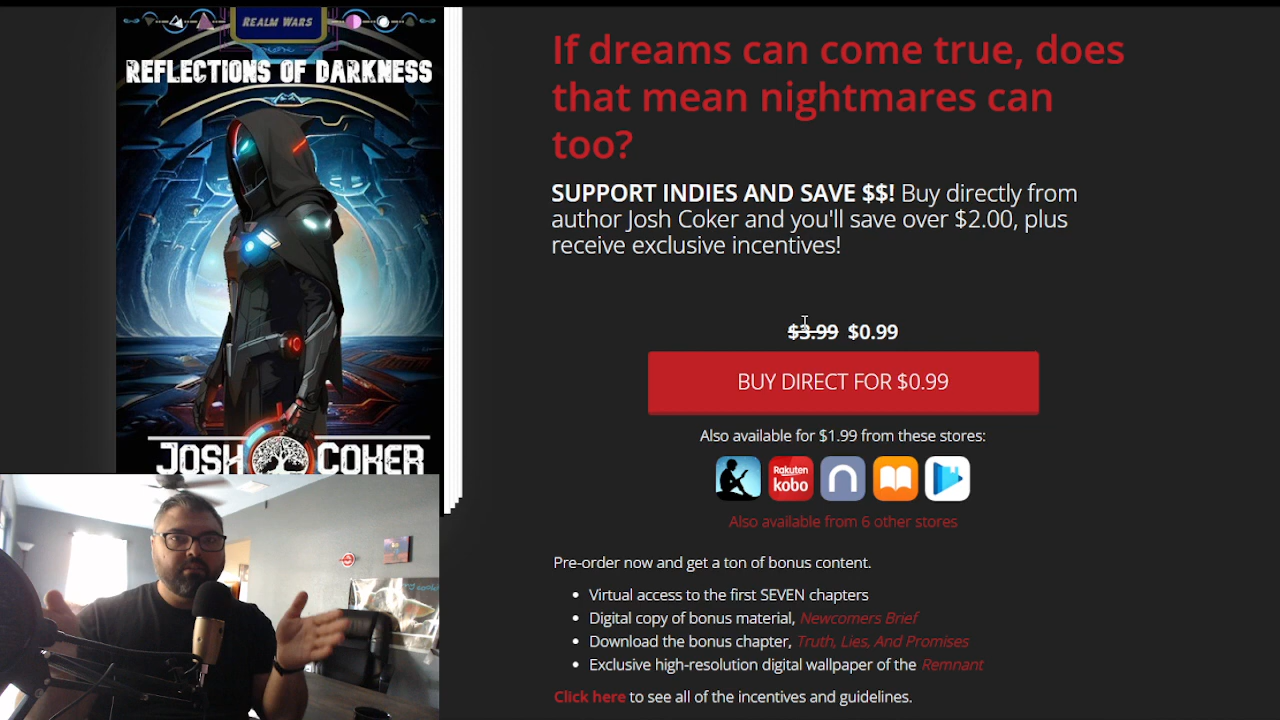 REALM WARS
REFLECTIONS OF DARKNESS
JOSH COKER
If dreams can come true, does
that mean nightmares can
too?
SUPPORT INDIES AND SAVE $$! Buy directly from
author Josh Coker and you'll save over $2.00, plus
receive exclusive incentives!
$3.99 $0.99
BUY DIRECT FOR $0.99
Also available for $1.99 from these stores:
Rakuten
kobo
Also available from 6 other stores
Pre-order now and get a ton of bonus content.
• Virtual access to the first SEVEN chapters
• Digital copy of bonus material, Newcomers Brief
• Download the bonus chapter, Truth, Lies, And Promises
• Exclusive high-resolution digital wallpaper of the Remnant
Click here to see all of the incentives and guidelines.